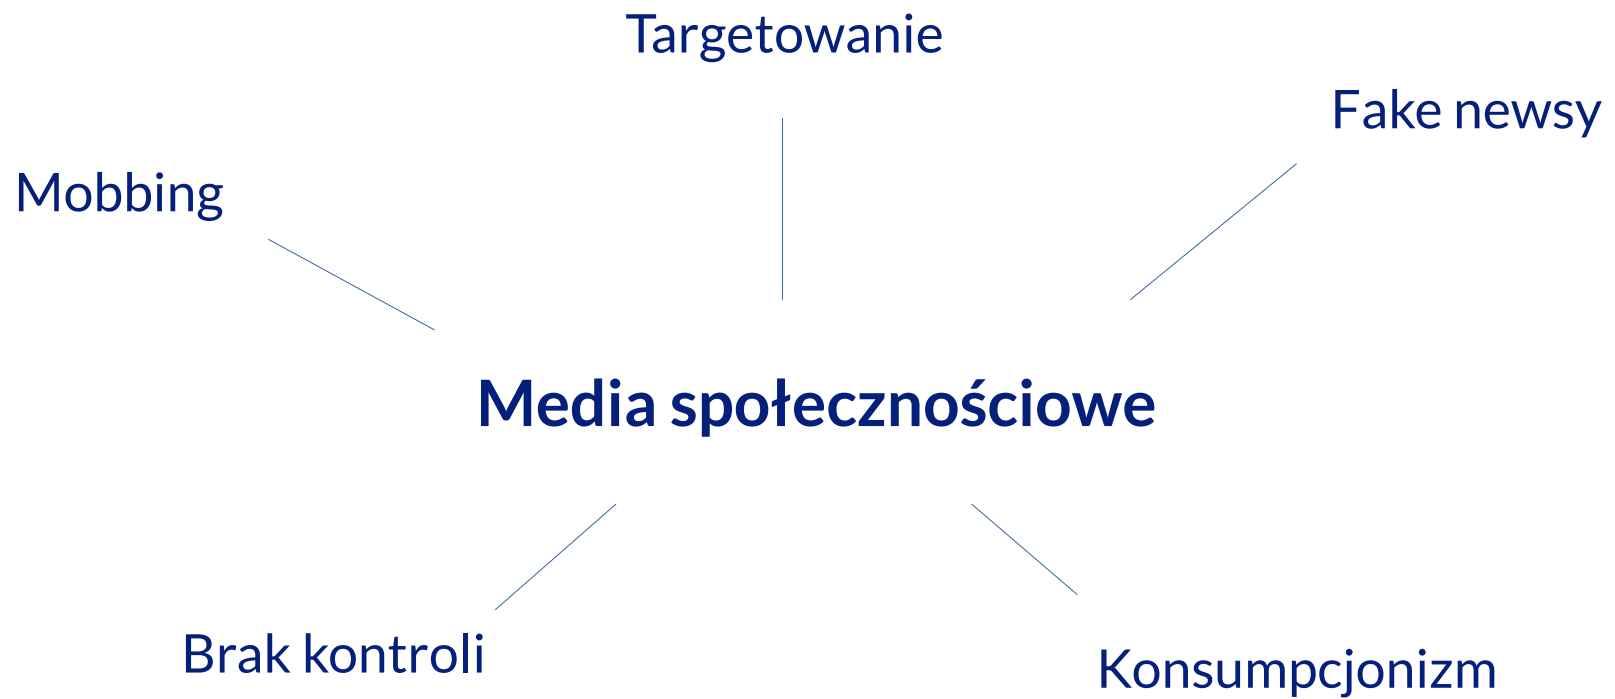 Targetowanie
Fake newsy
Mobbing
Media społecznościowe
Brak kontroli
Konsumpcjonizm